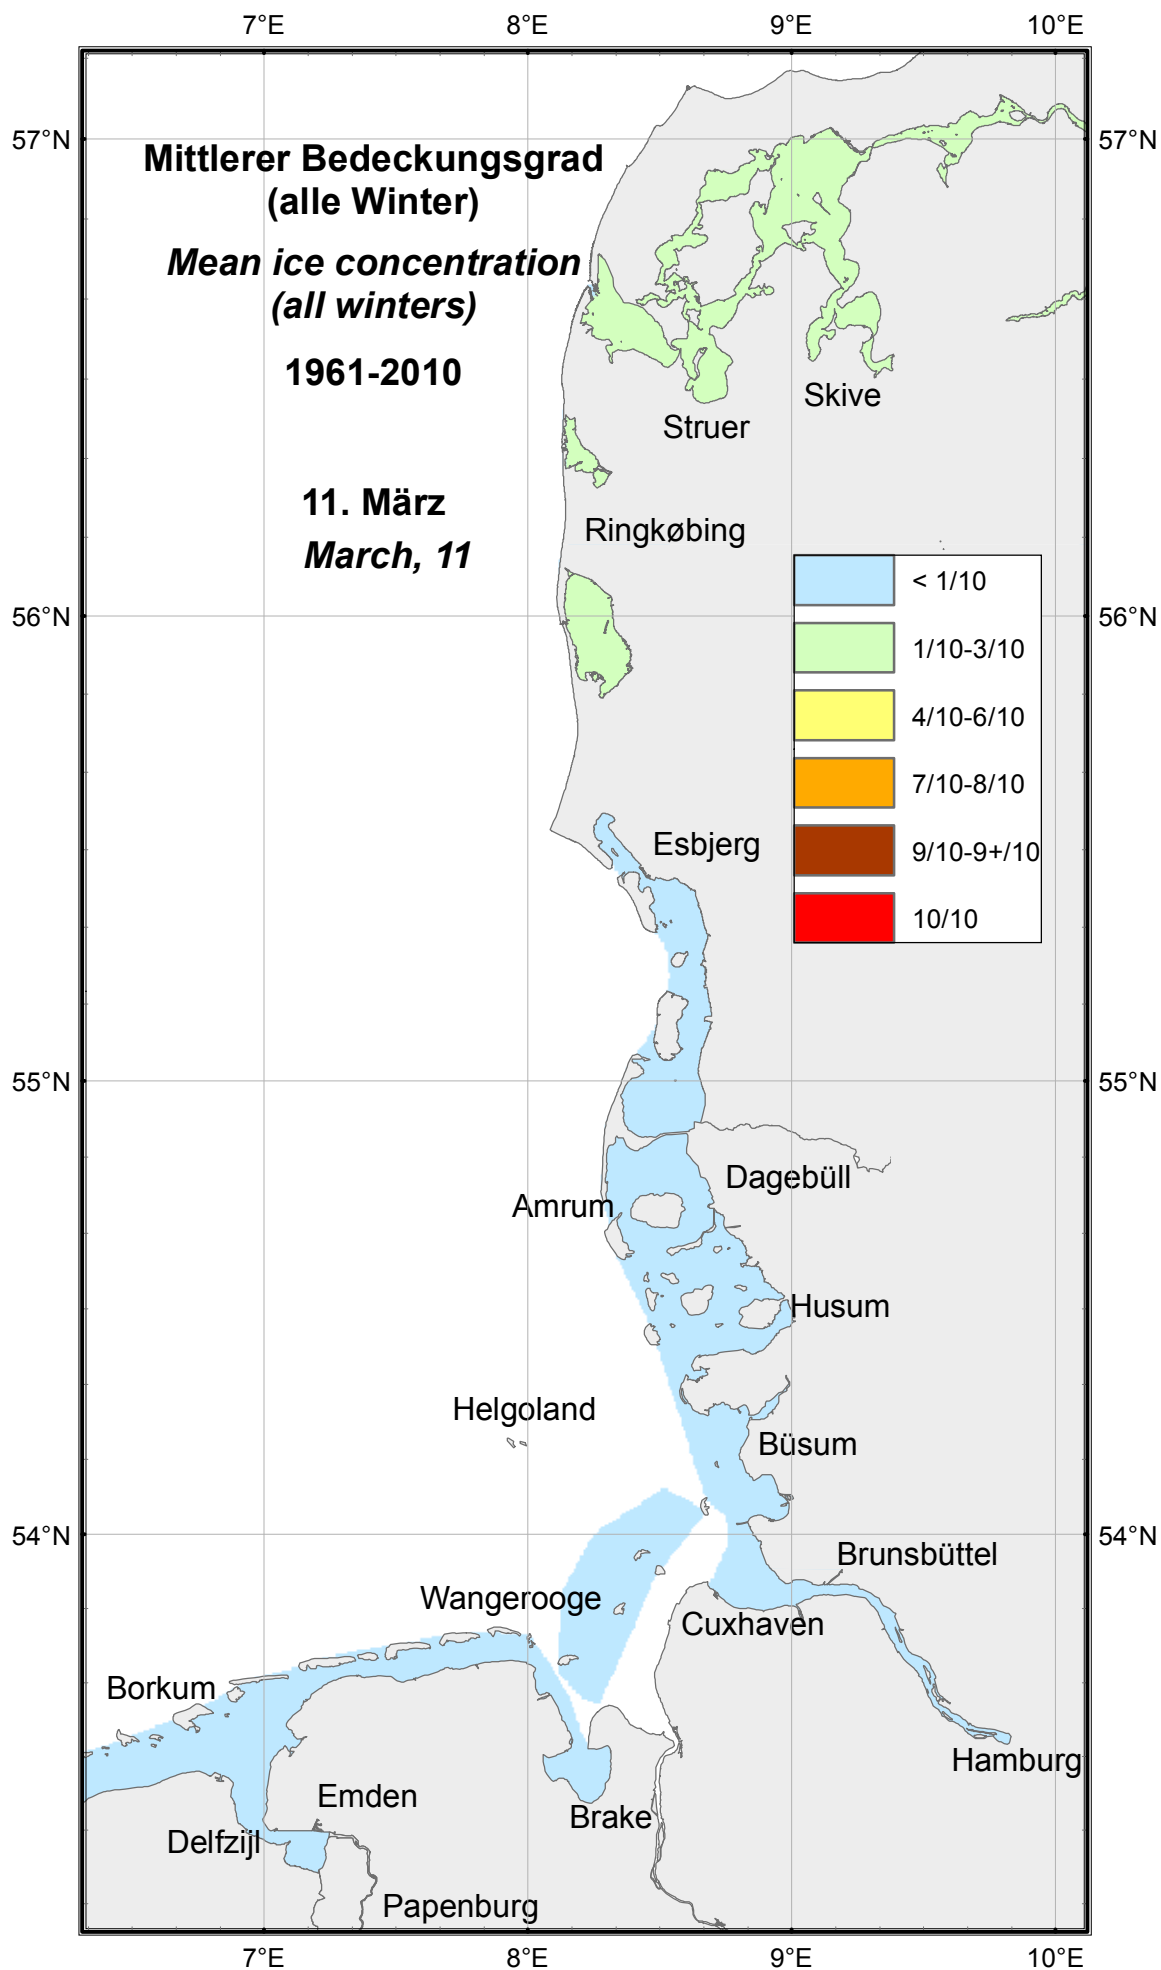 7°E
8°E
9°E
10°E
57°N
57°N
Mittlerer Bedeckungsgrad
(alle Winter)
Mean ice concentration
(all winters)
1961-2010
11. März
March, 11
Skive
Struer
Ringkøbing
< 1/10
1/10-3/10
4/10-6/10
7/10-8/10
9/10-9+/10
10/10
56°N
56°N
Esbjerg
55°N
55°N
Dagebüll
Amrum
Husum
Helgoland
Büsum
54°N
54°N
Brunsbüttel
Wangerooge
Cuxhaven
Borkum
Hamburg
Emden
Brake
Delfzijl
Papenburg
7°E
8°E
9°E
10°E